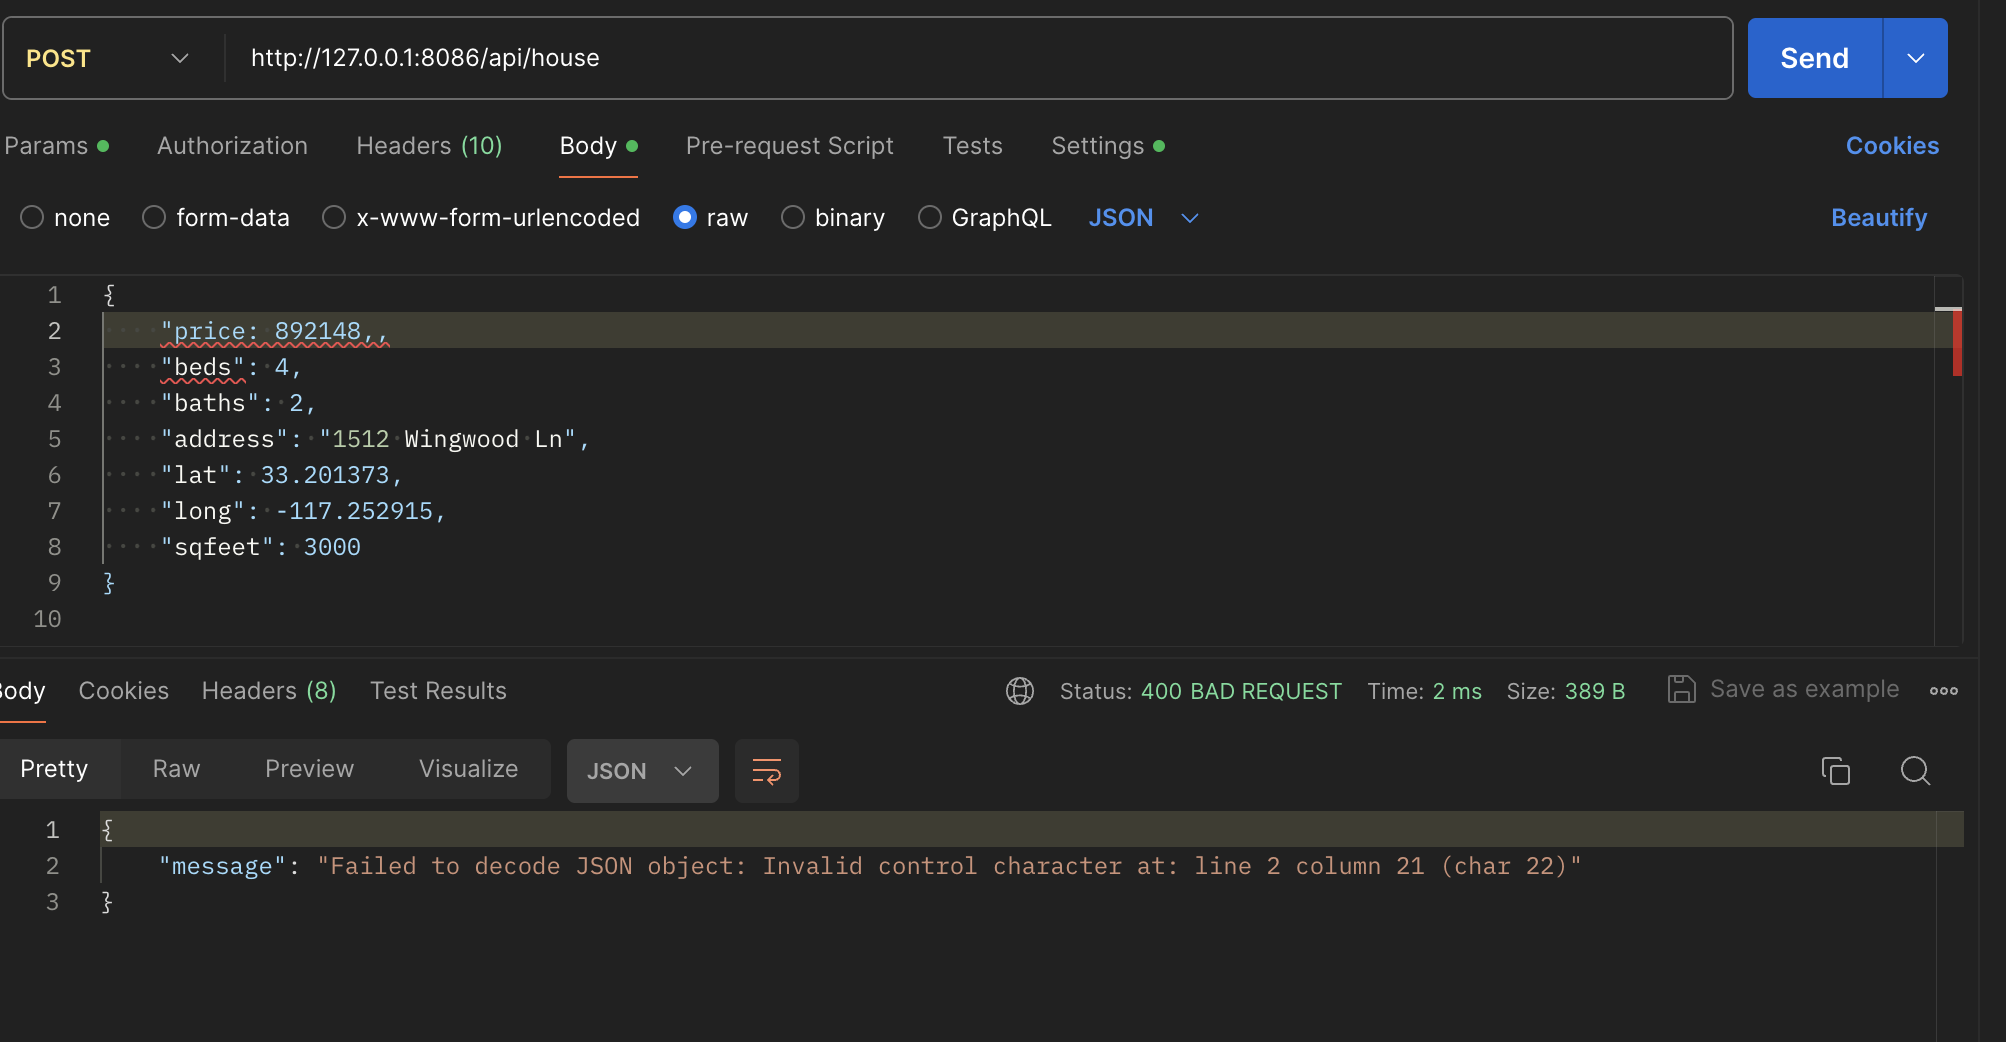 POST http://127.0.0.1:8086/api/house Send
Params Authorization Headers (10) Body Pre-request Script Tests Settings Cookies
none form-data x-www-form-urlencoded raw binary GraphQL JSON Beautify
1 {
2 "price: 892148,,
3 "beds": 4,
4 "baths": 2,
5 "address": "1512 Wingwood Ln",
6 "lat": 33.201373,
7 "long": -117.252915,
8 "sqfeet": 3000
9 }
10
Body Cookies Headers (8) Test Results Status: 400 BAD REQUEST Time: 2 ms Size: 389 B Save as example
Pretty Raw Preview Visualize JSON
1 {
2 "message": "Failed to decode JSON object: Invalid control character at: line 2 column 21 (char 22)"
3 }